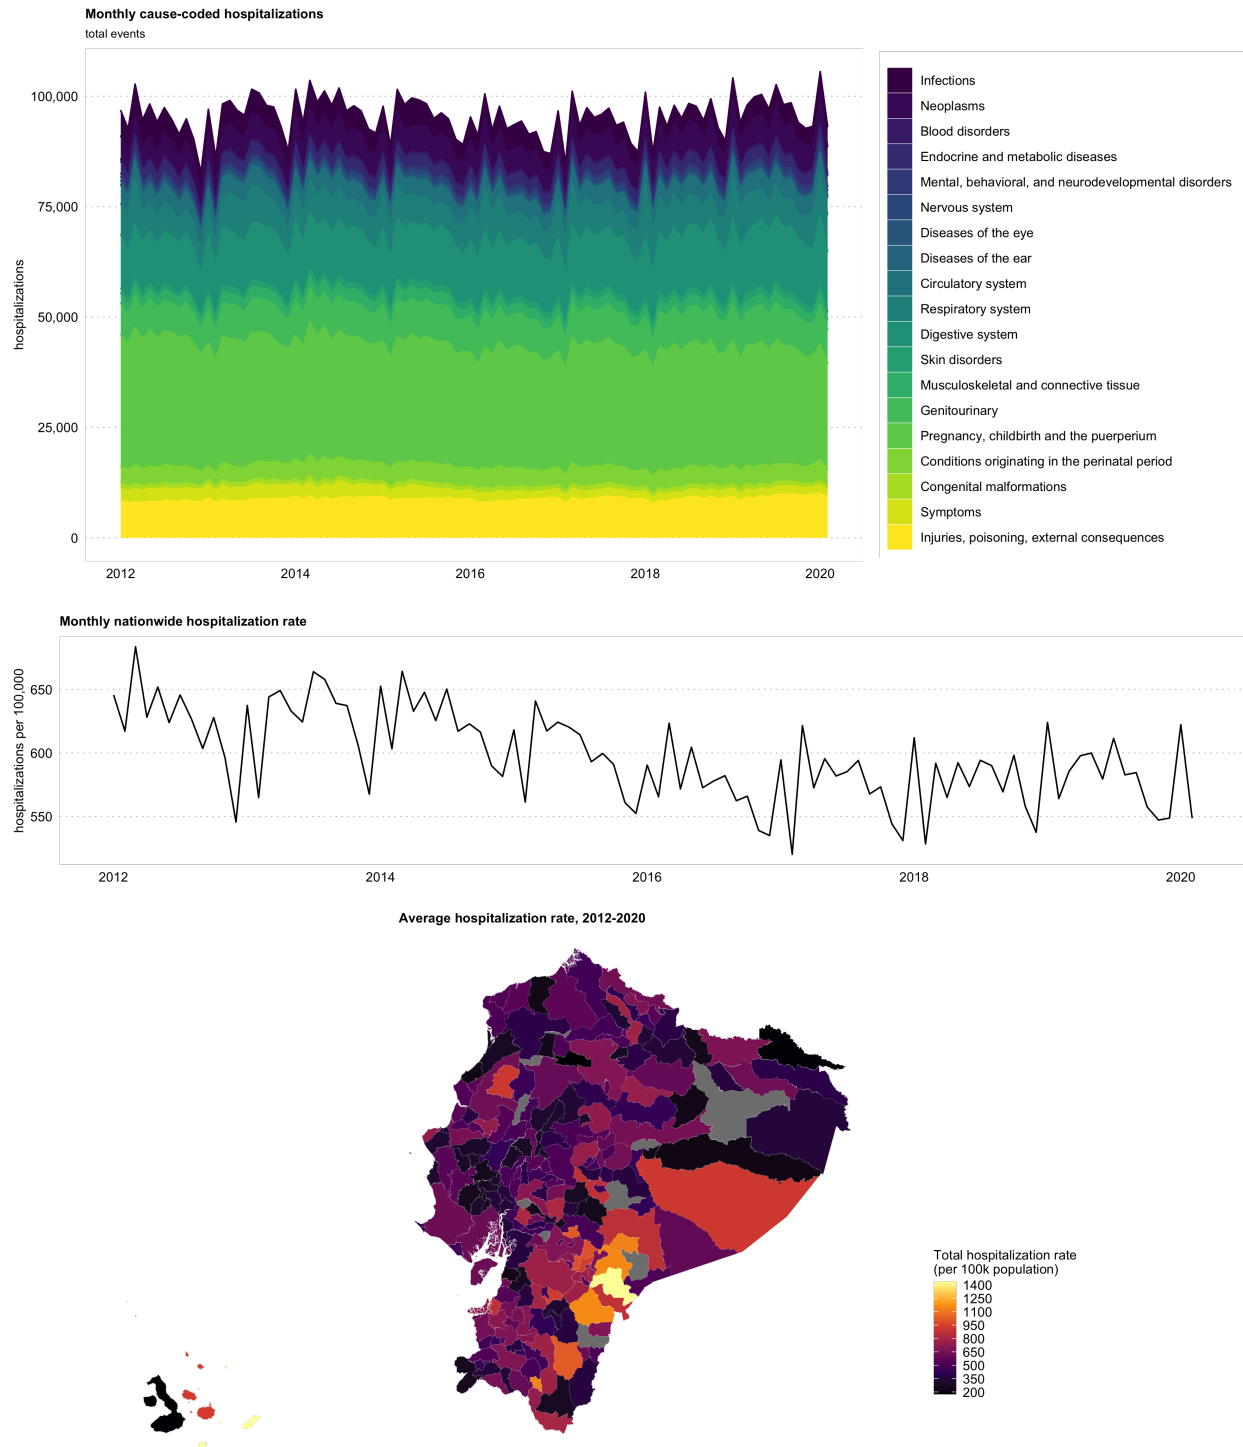 Monthly cause-coded hospitalizations
total events
hospitalizations
100,000
75,000
50,000
25,000
0
2012 2014 2016 2018 2020
Infections
Neoplasms
Blood disorders
Endocrine and metabolic diseases
Mental, behavioral, and neurodevelopmental disorders
Nervous system
Diseases of the eye
Diseases of the ear
Circulatory system
Respiratory system
Digestive system
Skin disorders
Musculoskeletal and connective tissue
Genitourinary
Pregnancy, childbirth and the puerperium
Conditions originating in the perinatal period
Congenital malformations
Symptoms
Injuries, poisoning, external consequences
Monthly nationwide hospitalization rate
hospitalizations per 100,000
650
600
550
2012 2014 2016 2018 2020
Average hospitalization rate, 2012-2020
Total hospitalization rate
(per 100k population)
1400
1250
1100
950
800
650
500
350
200